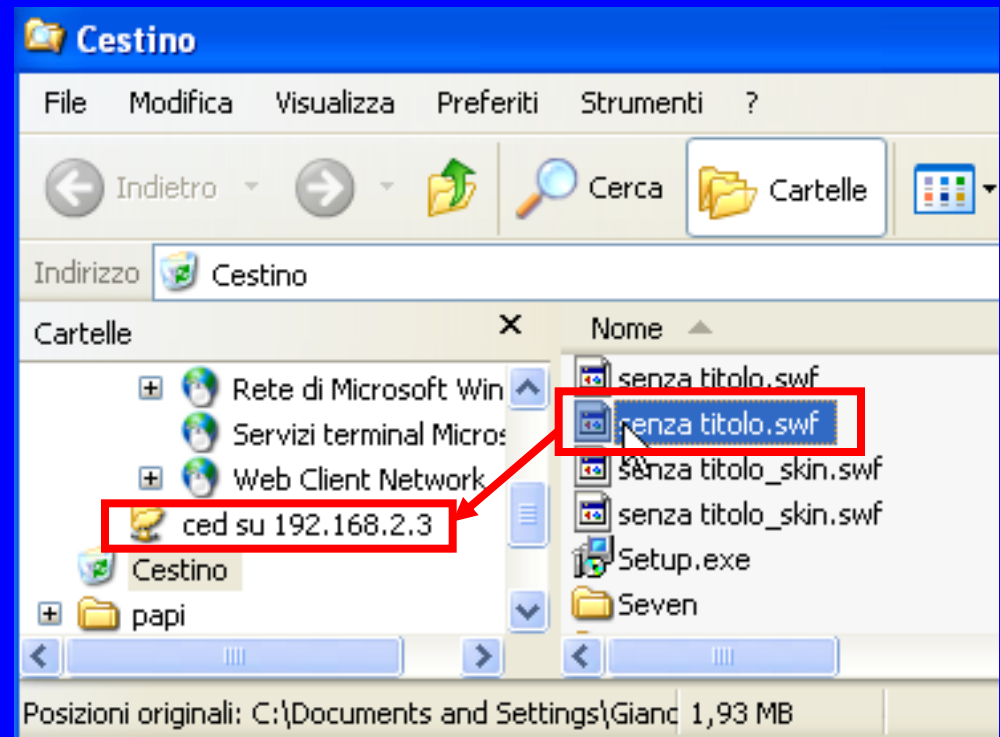 Cestino
File Modifica Visualizza Preferiti Strumenti ?
Indietro Cerca Cartelle
Indirizzo Cestino
Cartelle
Rete di Microsoft Win
Servizi terminal Micros
Web Client Network
ced su 192.168.2.3
Cestino
papi
Nome
senza titolo.swf
senza titolo.swf
senza titolo_skin.swf
senza titolo_skin.swf
Setup.exe
Seven
Posizioni originali: C:\Documents and Settings\Gianc 1,93 MB